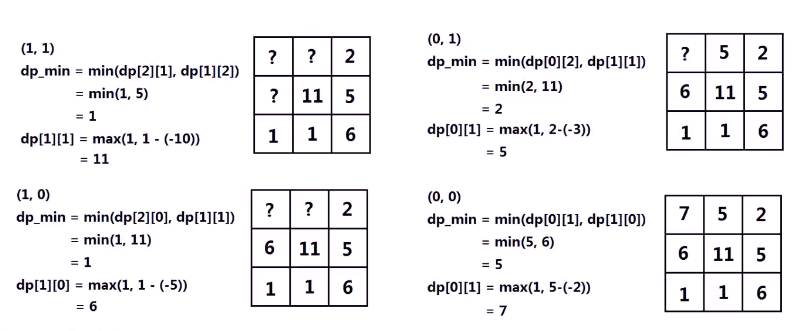 (1, 1)
dp_min = min(dp[2][1], dp[1][2])
= min(1, 5)
= 1
dp[1][1] = max(1, 1 - (-10))
= 11
? ? 2
? 11 5
1 1 6
(0, 1)
dp_min = min(dp[0][2], dp[1][1])
= min(2, 11)
= 2
dp[0][1] = max(1, 2-(-3))
= 5
? 5 2
6 11 5
1 1 6
(1, 0)
dp_min = min(dp[2][0], dp[1][1])
= min(1, 11)
= 1
dp[1][0] = max(1, 1 - (-5))
= 6
? ? 2
6 11 5
1 1 6
(0, 0)
dp_min = min(dp[0][1], dp[1][0])
= min(5, 6)
= 5
dp[0][1] = max(1, 5-(-2))
= 7
7 5 2
6 11 5
1 1 6